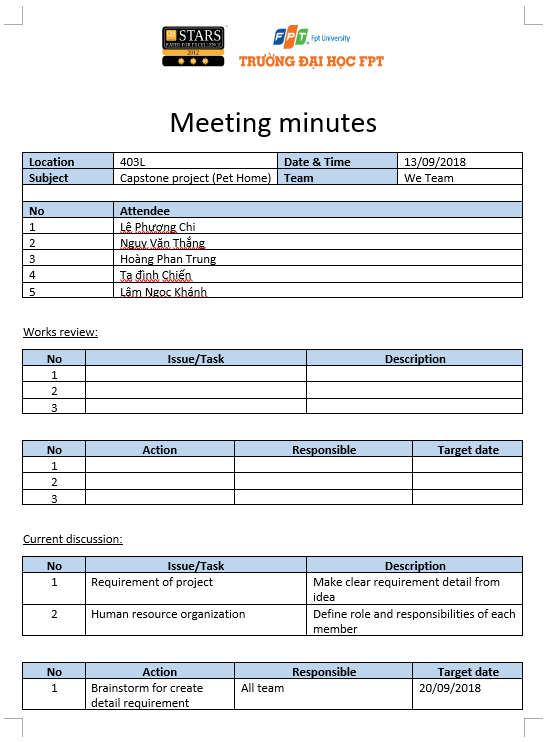 QS STARS
RATED FOR EXCELLENCE
2012
FPT Fpt University
TRƯỜNG ĐẠI HỌC FPT
Meeting minutes
Location 403L Date & Time 13/09/2018
Subject Capstone project (Pet Home) Team We Team
No Attendee
1 Lê Phương Chi
2 Nguy Văn Thắng
3 Hoàng Phan Trung
4 Tạ đình Chiến
5 Lâm Ngọc Khánh
Works review:
No Issue/Task Description
1
2
3
No Action Responsible Target date
1
2
3
Current discussion:
No Issue/Task Description
1 Requirement of project Make clear requirement detail from
idea
2 Human resource organization Define role and responsibilities of each
member
No Action Responsible Target date
1 Brainstorm for create All team 20/09/2018
detail requirement